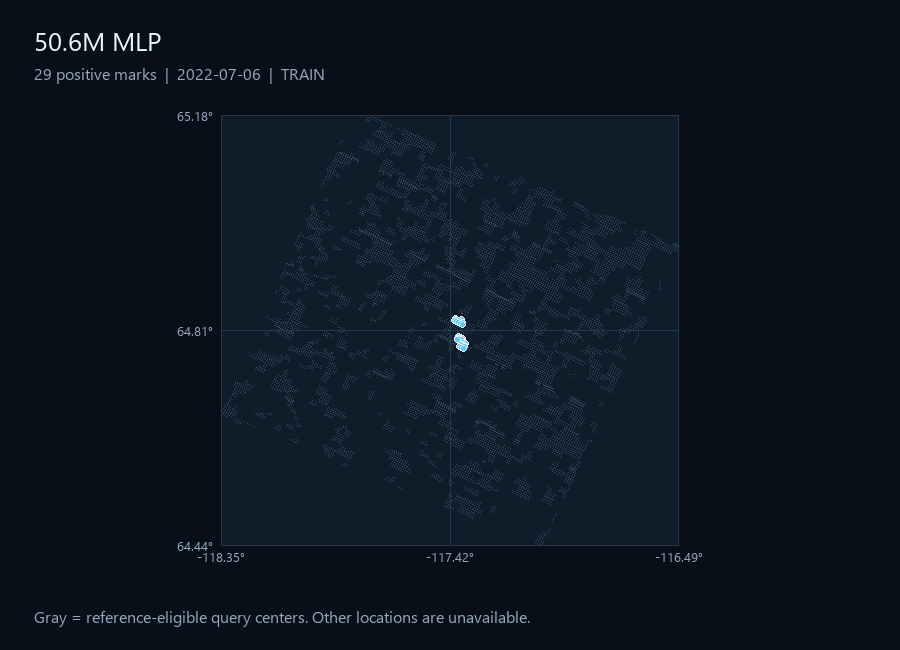 50.6M MLP
29 positive marks | 2022-07-06 | TRAIN
65.18°
64.81°
64.44°
-118.35°
-117.42°
-116.49°
Gray = reference-eligible query centers. Other locations are unavailable.